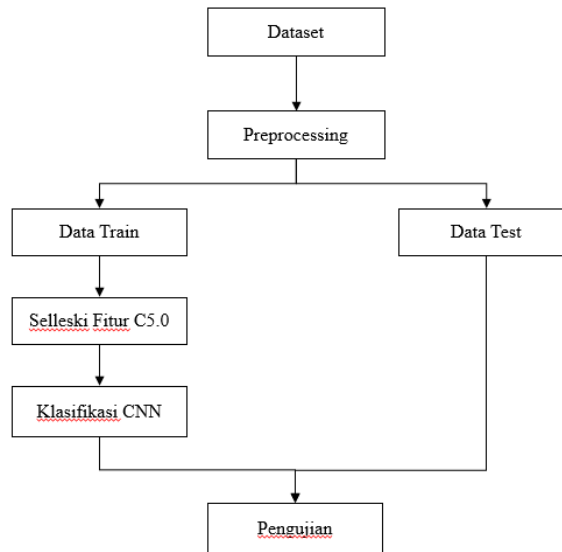 Dataset
Preprocessing
Data Train
Data Test
Selleski Fitur C5.0
Klasifikasi CNN
Pengujian